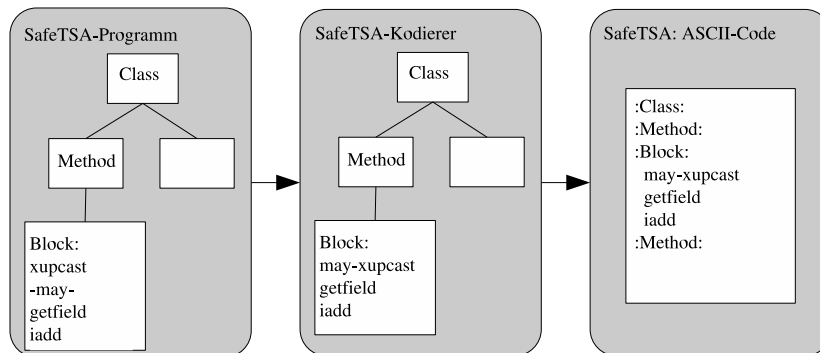 SafeTSA-Programm
Class
Method
Block:
xupcast
-may-
getfield
iadd
SafeTSA-Kodierer
Class
Method
Block:
may-xupcast
getfield
iadd
SafeTSA: ASCII-Code
:Class:
:Method:
:Block:
may-xupcast
getfield
iadd
:Method: